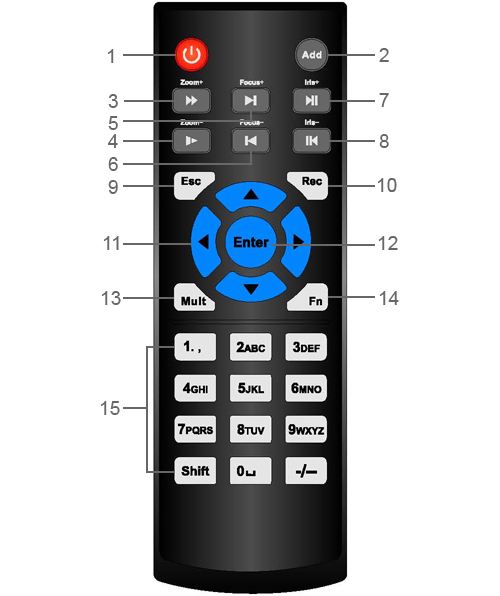 1
Add
2
Zoom+ Focus+ Iris+
3
7
5
Zoom– Focus– Iris–
4
8
6
9
Esc
Rec
10
11
Enter
12
13
Mult
Fn
14
1. , 2ABC 3DEF
4GHI 5JKL 6MNO
15
7PQRS 8TUV 9WXYZ
Shift 0␣ -/--